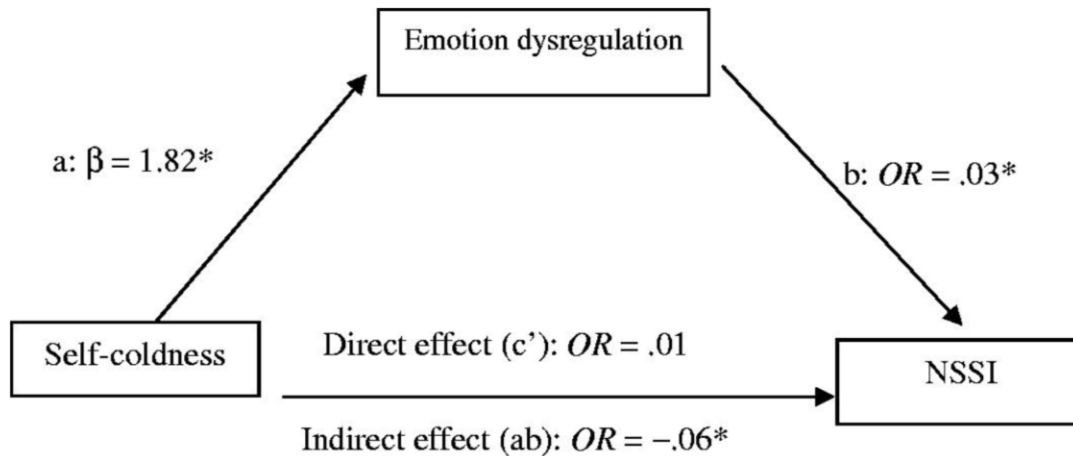 Emotion dysregulation
a: β = 1.82*
b: OR = .03*
Self-coldness
Direct effect (c’): OR = .01
NSSI
Indirect effect (ab): OR = −.06*